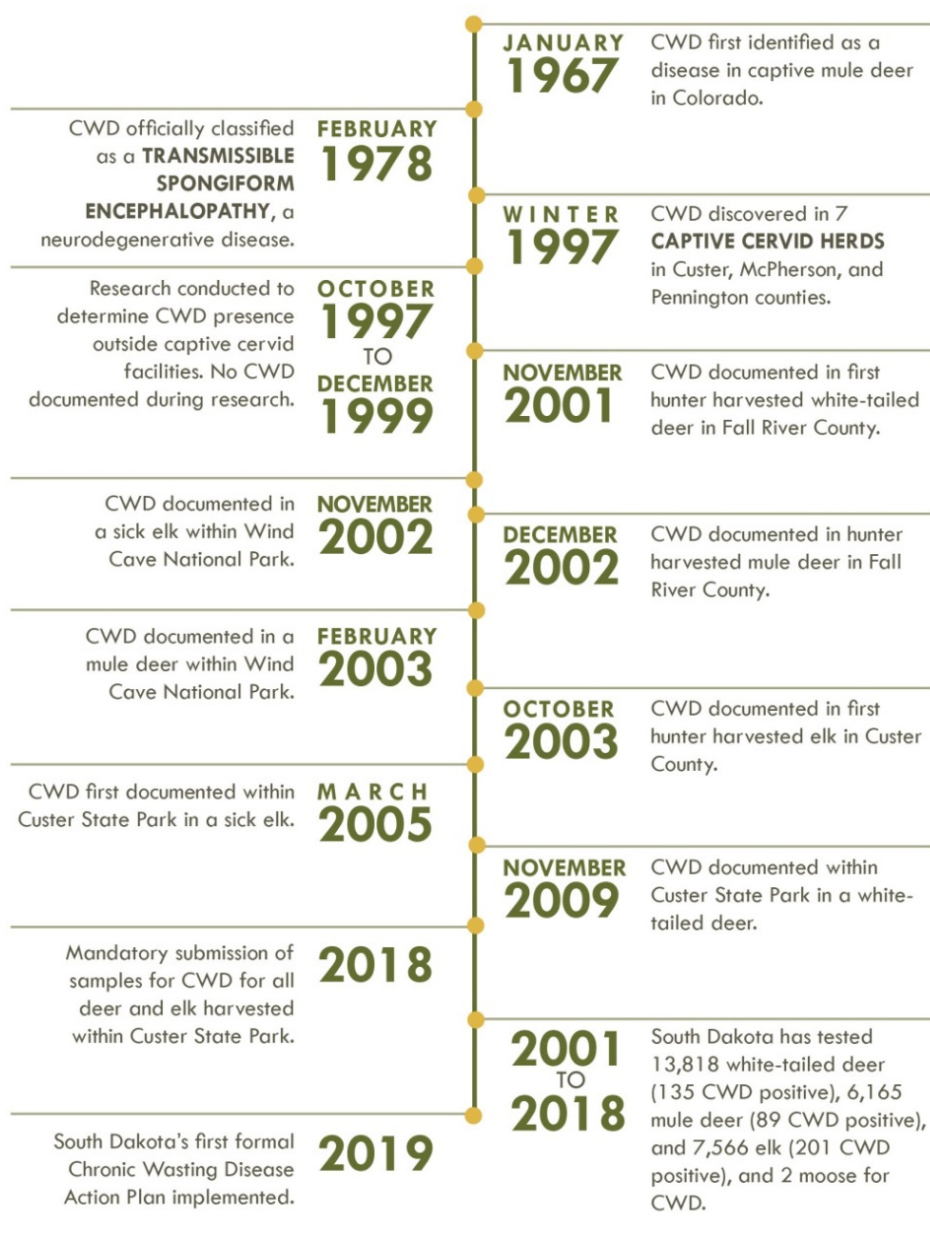 JANUARY
1967
CWD first identified as a
disease in captive mule deer
in Colorado.
CWD officially classified
as a TRANSMISSIBLE
SPONGIFORM
ENCEPHALOPATHY, a
neurodegenerative disease.
FEBRUARY
1978
WINTER
1997
CWD discovered in 7
CAPTIVE CERVID HERDS
in Custer, McPherson, and
Pennington counties.
Research conducted to
determine CWD presence
outside captive cervid
facilities. No CWD
documented during research.
OCTOBER
1997
TO
DECEMBER
1999
NOVEMBER
2001
CWD documented in first
hunter harvested white-tailed
deer in Fall River County.
CWD documented in
a sick elk within Wind
Cave National Park.
NOVEMBER
2002
DECEMBER
2002
CWD documented in hunter
harvested mule deer in Fall
River County.
CWD documented in a
mule deer within Wind
Cave National Park.
FEBRUARY
2003
OCTOBER
2003
CWD documented in first
hunter harvested elk in Custer
County.
CWD first documented within
Custer State Park in a sick elk.
MARCH
2005
NOVEMBER
2009
CWD documented within
Custer State Park in a white-
tailed deer.
Mandatory submission of
samples for CWD for all
deer and elk harvested
within Custer State Park.
2018
2001
TO
2018
South Dakota has tested
13,818 white-tailed deer
(135 CWD positive), 6,165
mule deer (89 CWD positive),
and 7,566 elk (201 CWD
positive), and 2 moose for
CWD.
South Dakota's first formal
Chronic Wasting Disease
Action Plan implemented.
2019